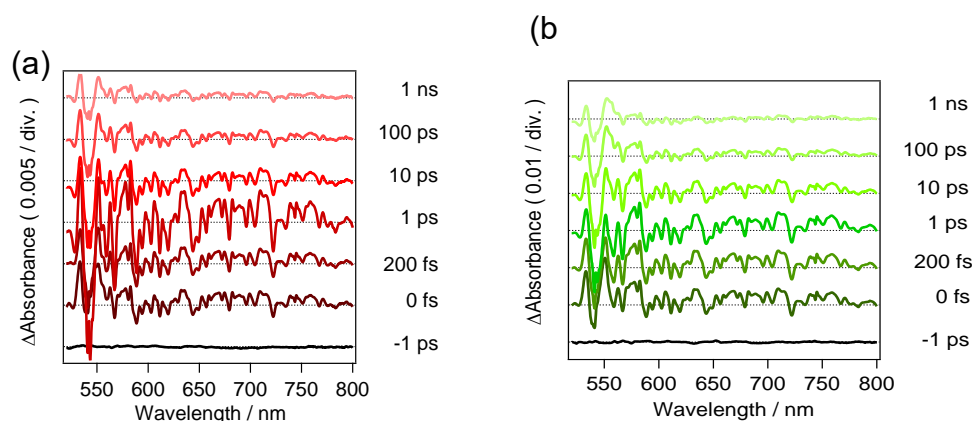 (a)
(b
1 ns
100 ps
10 ps
1 ps
200 fs
0 fs
-1 ps
ΔAbsorbance ( 0.005 / div. )
550 600 650 700 750 800
Wavelength / nm
1 ns
100 ps
10 ps
1 ps
200 fs
0 fs
-1 ps
ΔAbsorbance ( 0.01 / div. )
550 600 650 700 750 800
Wavelength / nm